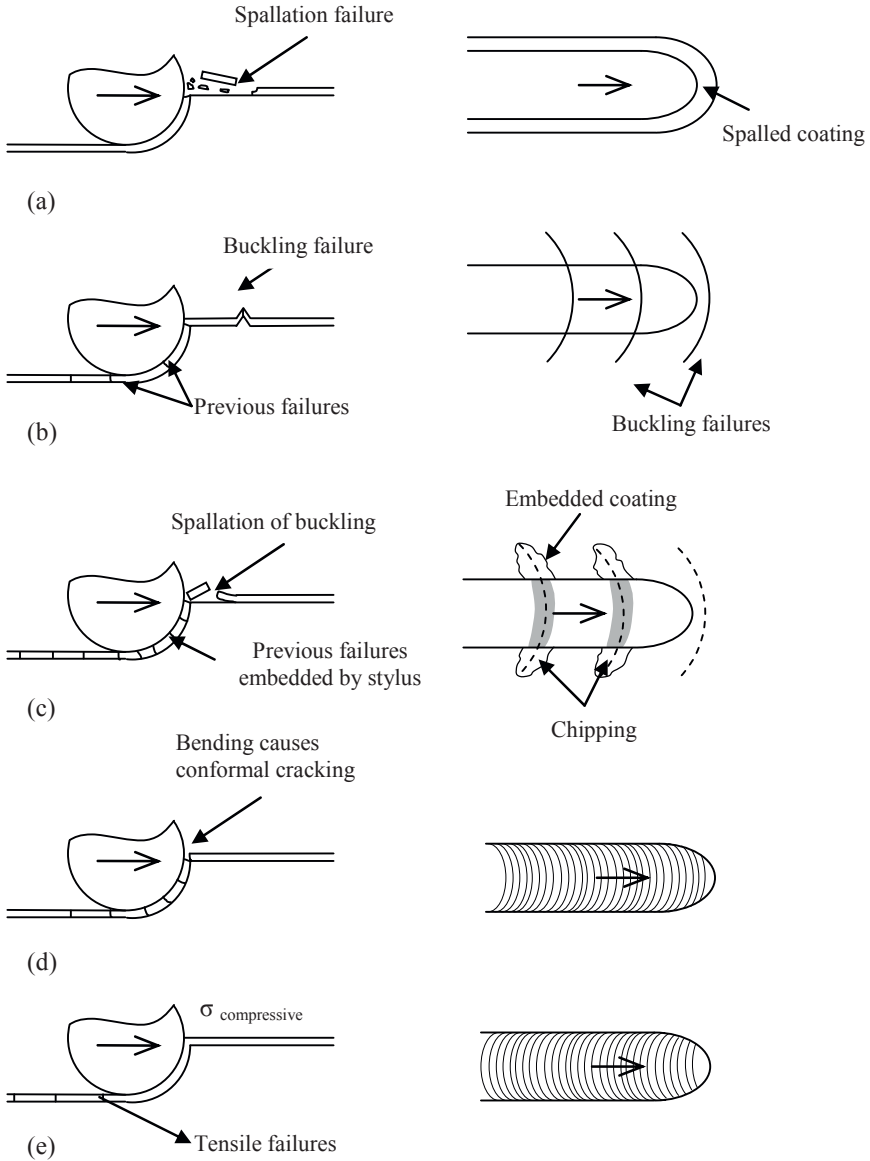 Spallation failure
Spalled coating
(a)
Buckling failure
Previous failures
Buckling failures
(b)
Embedded coating
Spallation of buckling
Previous failures
embedded by stylus
Chipping
(c)
Bending causes
conformal cracking
(d)
σ compressive
Tensile failures
(e)